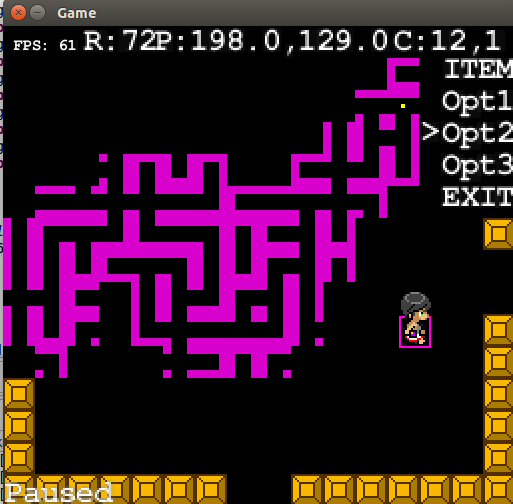 Game
FPS: 61 R:72P:198.0,129.0C:12,1
ITEM
Opt1
>Opt2
Opt3
EXIT
Paused